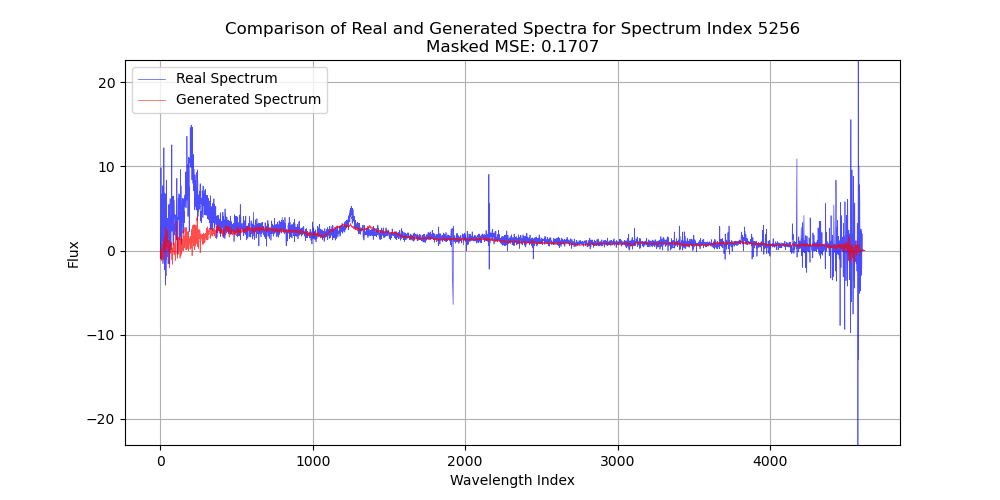 Comparison of Real and Generated Spectra for Spectrum Index 5256
Masked MSE: 0.1707
Real Spectrum
Generated Spectrum
Flux
20
10
0
−10
−20
0 1000 2000 3000 4000
Wavelength Index